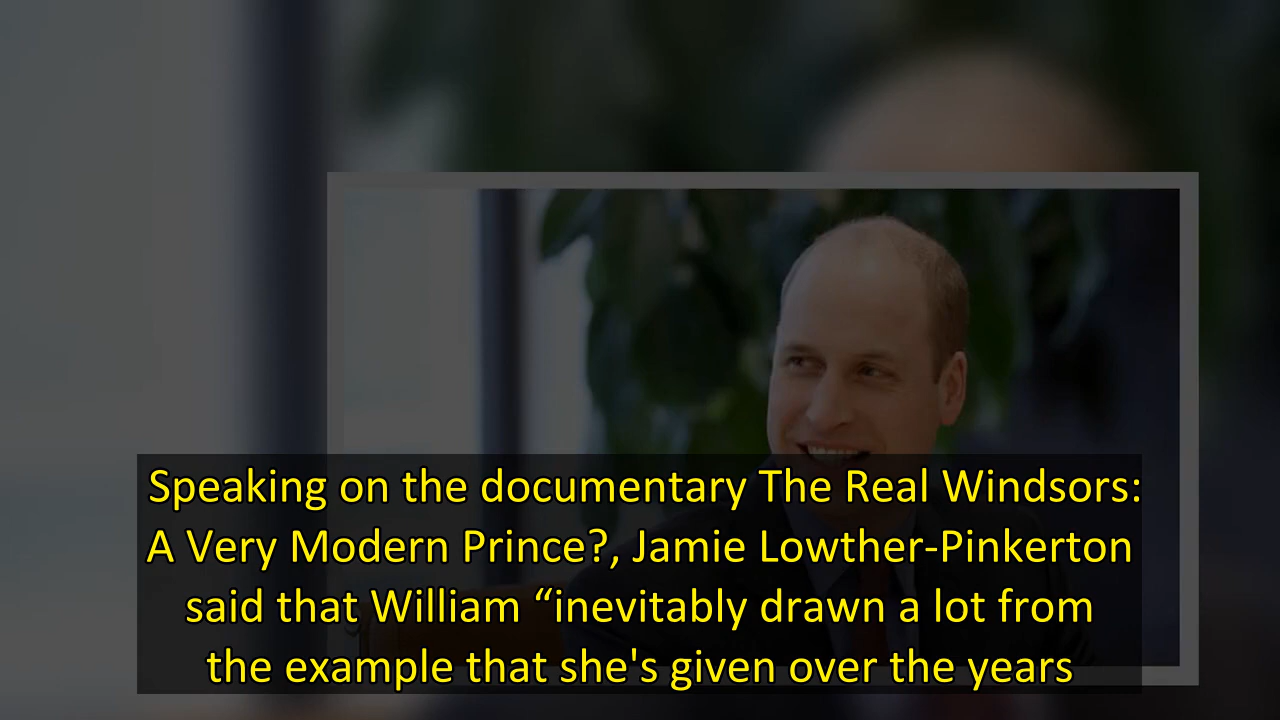 Speaking on the documentary The Real Windsors:
A Very Modern Prince?, Jamie Lowther-Pinkerton
said that William “inevitably drawn a lot from
the example that she's given over the years